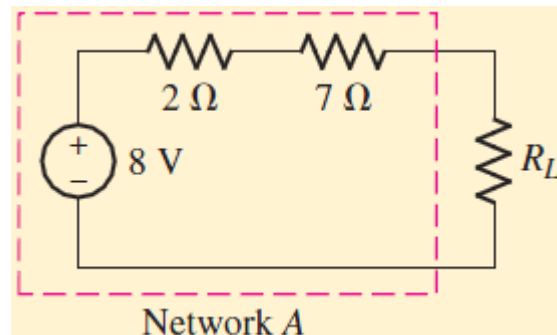 2 Ω 7 Ω
+
8 V
−
R_L
Network A